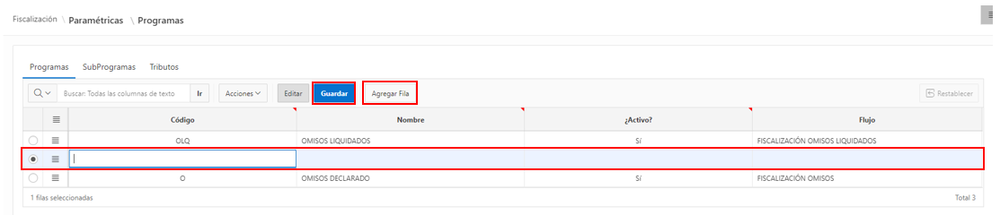 Fiscalización \ Paramétricas \ Programas
Programas SubProgramas Tributos
Buscar: Todas las columnas de texto Ir Acciones Editar Guardar Agregar Fila Restablecer
Código Nombre ¿Activo? Flujo
OLQ OMISOS LIQUIDADOS Sí FISCALIZACIÓN OMISOS LIQUIDADOS
O OMISOS DECLARADO Sí FISCALIZACIÓN OMISOS
1 filas seleccionadas Total 3